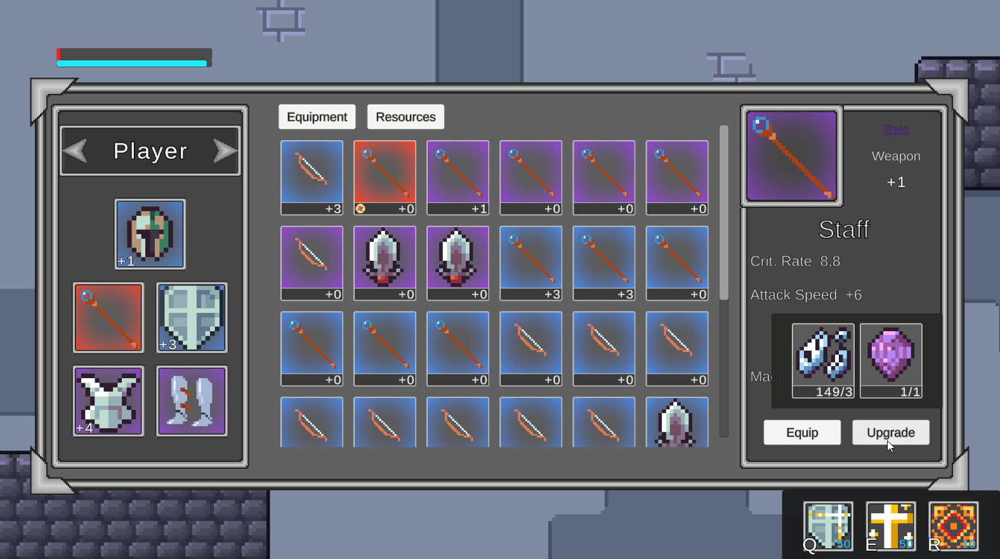 Equipment
Resources
Player
+1
+3
+4
+3
+0
+1
+0
+0
+0
+0
+0
+0
+3
+3
+0
+0
+0
+0
+0
+0
+0
Epic
Weapon
+1
Staff
Crit. Rate 8,8
Attack Speed +6
Magic
149/3
1/1
Equip
Upgrade
Q
50
E
50
R
10